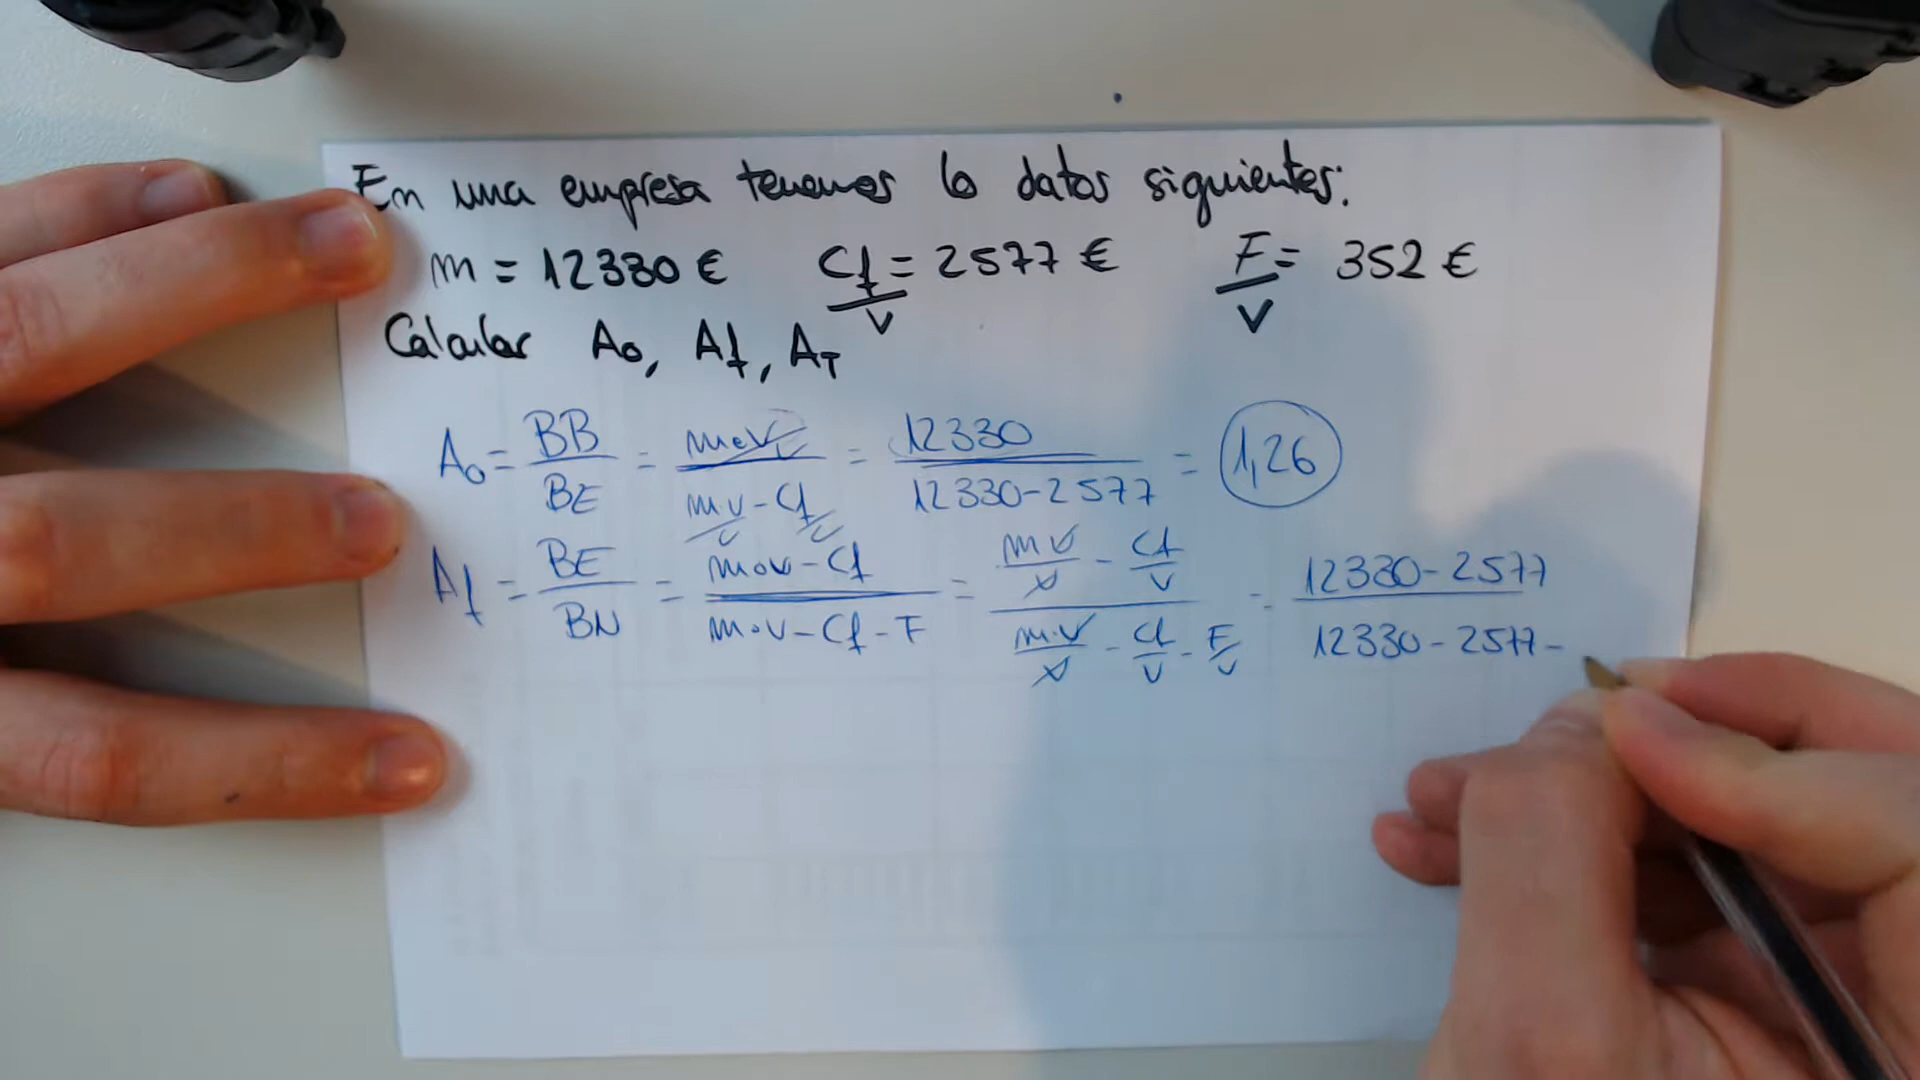 En una empresa tenemos lo datos siguientes:
m = 12330 € Cf/V = 2577 € F/V = 352 €
Calcular Ao, Af, AT
Ao = BB/BE = m·V/V / m·V/V - Cf/V = 12330/12330-2577 = 1,26
Af = BE/BN = m·V-Cf/m·V-Cf-F = m·V/V - Cf/V / m·V/V - Cf/V - F/V = 12330-2577/12330-2577-